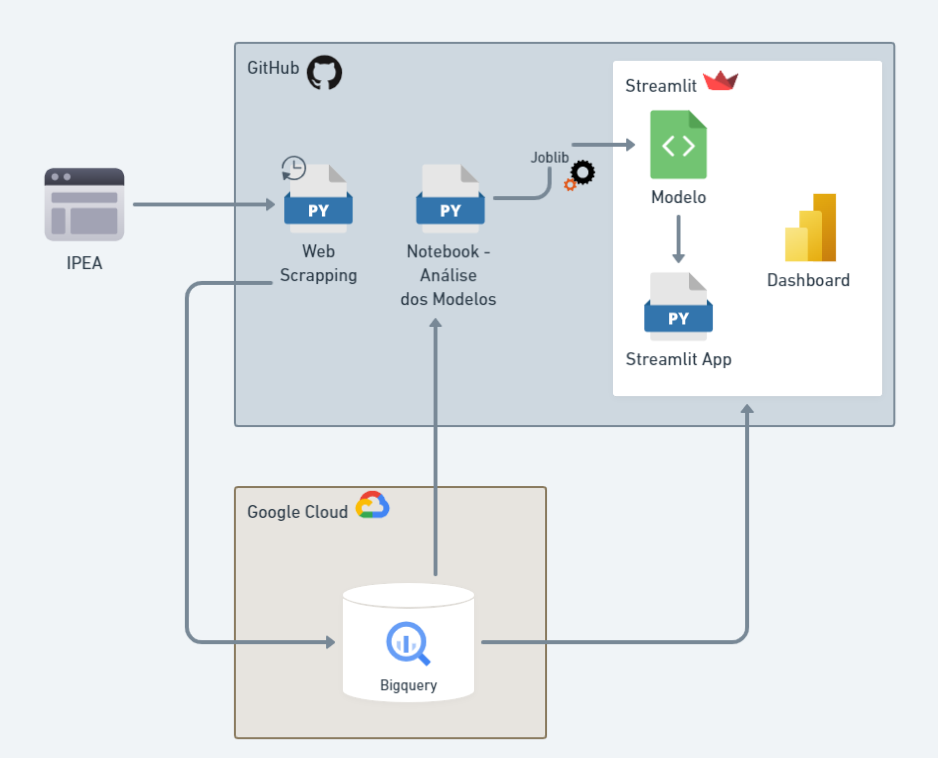 GitHub
Streamlit
Joblib
Modelo
PY
PY
IPEA
Web
Scrapping
Notebook -
Análise
dos Modelos
Dashboard
PY
Streamlit App
Google Cloud
Bigquery